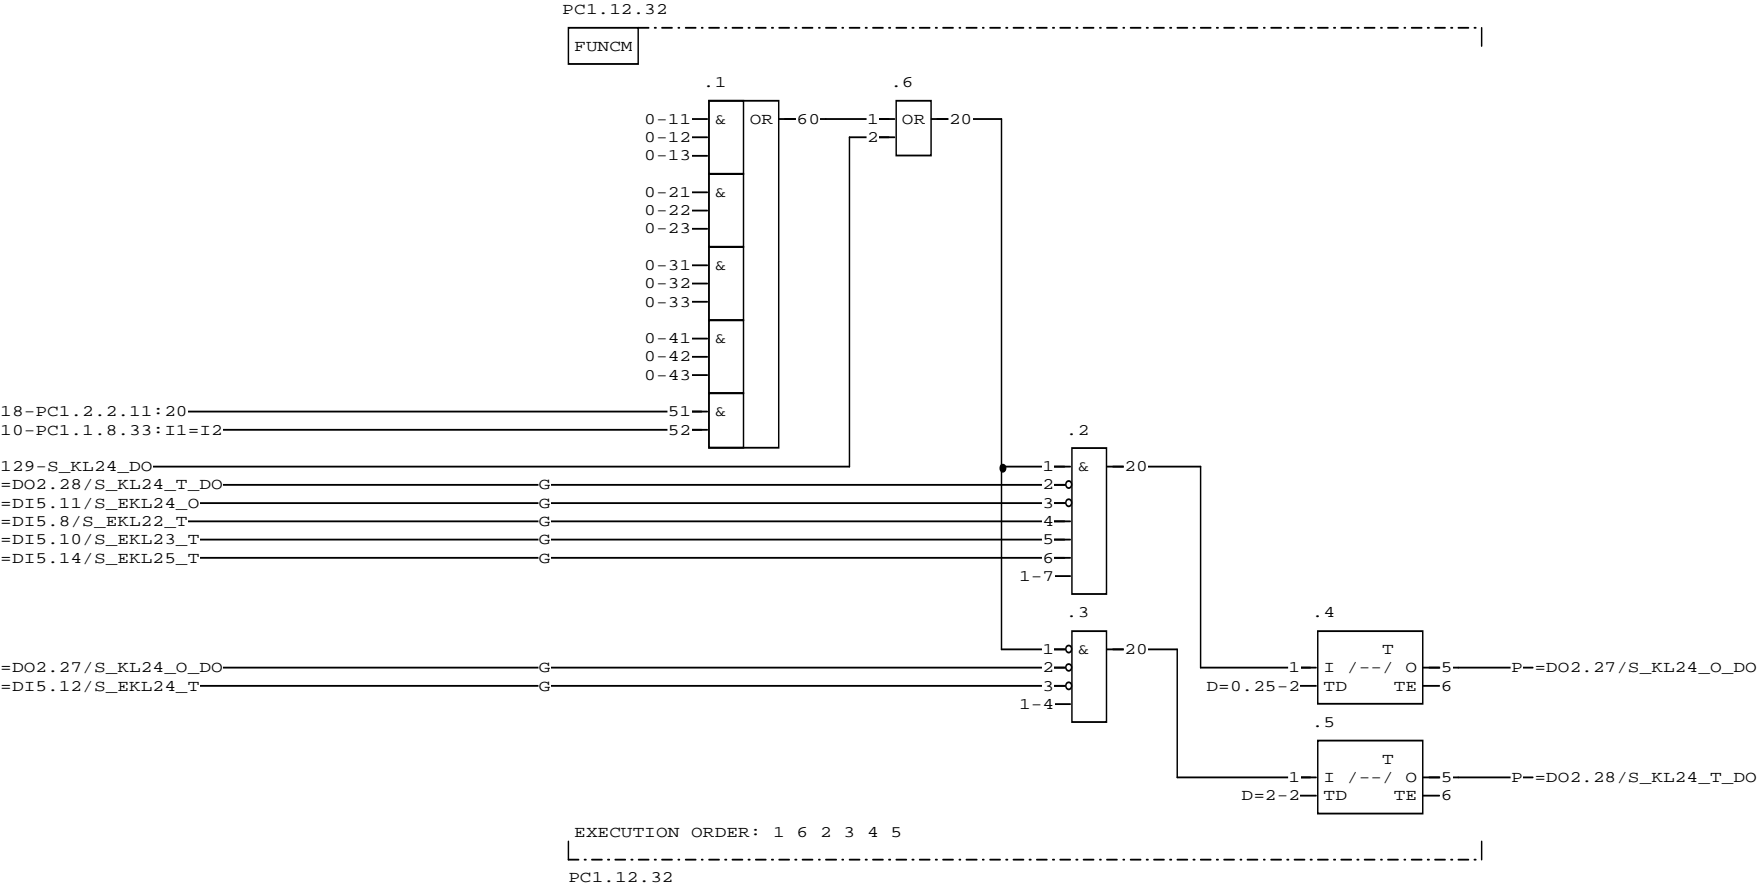 PC1.12.32
FUNCM
.1 .6
0-11 & OR 60 1 OR 20
0-12 2
0-13
0-21 &
0-22
0-23
0-31 &
0-32
0-33
0-41 &
0-42
0-43
18-PC1.2.2.11:20 51 &
10-PC1.1.8.33:I1=I2 52
.2
129-S_KL24_DO 1 & 20
=DO2.28/S_KL24_T_DO G 2
=DI5.11/S_EKL24_O G 3
=DI5.8/S_EKL22_T G 4
=DI5.10/S_EKL23_T G 5
=DI5.14/S_EKL25_T G 6
1-7
.3 .4
1 & 20 T
=DO2.27/S_KL24_O_DO G 2 1 I /--/ O 5 P-=DO2.27/S_KL24_O_DO
=DI5.12/S_EKL24_T G 3 D=0.25-2 TD TE 6
1-4
.5
T
1 I /--/ O 5 P-=DO2.28/S_KL24_T_DO
D=2-2 TD TE 6
EXECUTION ORDER: 1 6 2 3 4 5
PC1.12.32